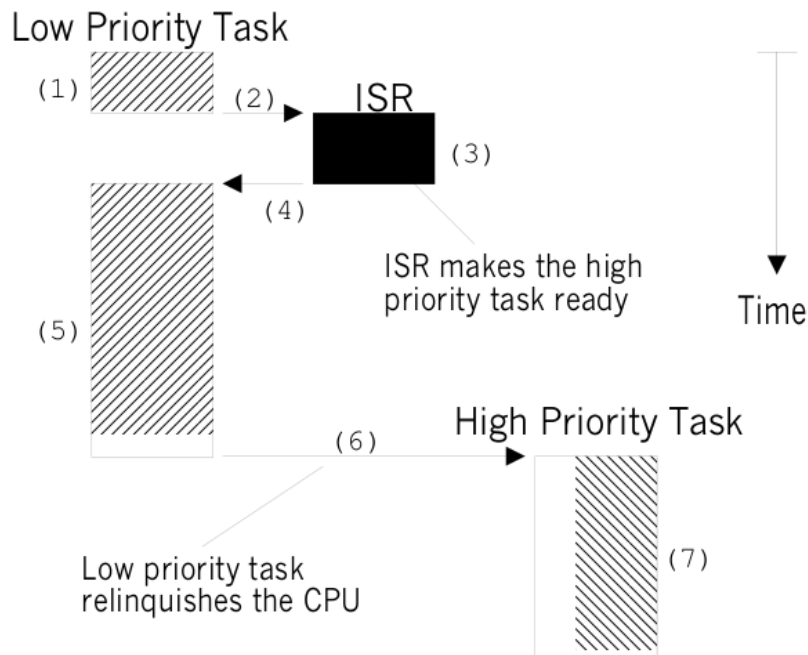 Low Priority Task
(1)
(2)
ISR
(3)
(4)
ISR makes the high
priority task ready
Time
(5)
High Priority Task
(6)
Low priority task
relinquishes the CPU
(7)